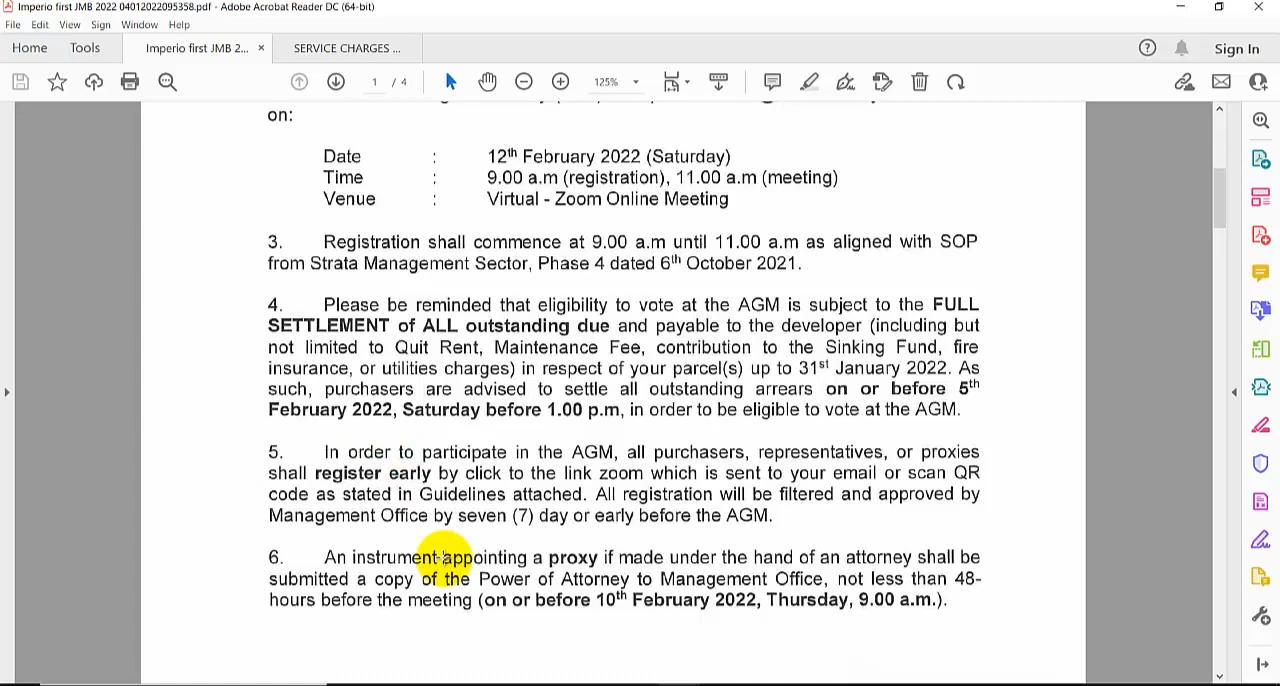 Imperio first JMB 2022 04012022095358.pdf - Adobe Acrobat Reader DC (64-bit)
File Edit View Sign Window Help
Home Tools Imperio first JMB 2... × SERVICE CHARGES ... Sign In
1 / 4 125%
on:
Date : 12th February 2022 (Saturday)
Time : 9.00 a.m (registration), 11.00 a.m (meeting)
Venue : Virtual - Zoom Online Meeting
3. Registration shall commence at 9.00 a.m until 11.00 a.m as aligned with SOP
from Strata Management Sector, Phase 4 dated 6th October 2021.
4. Please be reminded that eligibility to vote at the AGM is subject to the FULL
SETTLEMENT of ALL outstanding due and payable to the developer (including but
not limited to Quit Rent, Maintenance Fee, contribution to the Sinking Fund, fire
insurance, or utilities charges) in respect of your parcel(s) up to 31st January 2022. As
such, purchasers are advised to settle all outstanding arrears on or before 5th
February 2022, Saturday before 1.00 p.m, in order to be eligible to vote at the AGM.
5. In order to participate in the AGM, all purchasers, representatives, or proxies
shall register early by click to the link zoom which is sent to your email or scan QR
code as stated in Guidelines attached. All registration will be filtered and approved by
Management Office by seven (7) day or early before the AGM.
6. An instrument appointing a proxy if made under the hand of an attorney shall be
submitted a copy of the Power of Attorney to Management Office, not less than 48-
hours before the meeting (on or before 10th February 2022, Thursday, 9.00 a.m.).